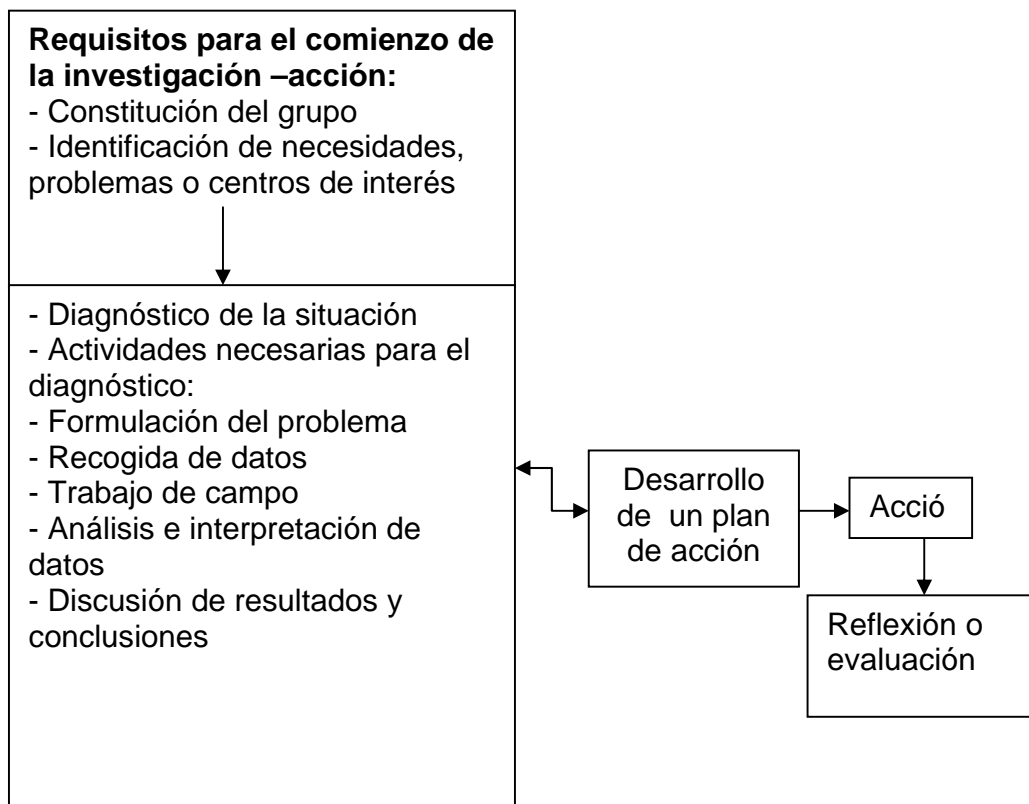 Requisitos para el comienzo de
la investigación –acción:
- Constitución del grupo
- Identificación de necesidades,
problemas o centros de interés
- Diagnóstico de la situación
- Actividades necesarias para el
diagnóstico:
- Formulación del problema
- Recogida de datos
- Trabajo de campo
- Análisis e interpretación de
datos
- Discusión de resultados y
conclusiones
Desarrollo
de un plan
de acción
Acció
Reflexión o
evaluación